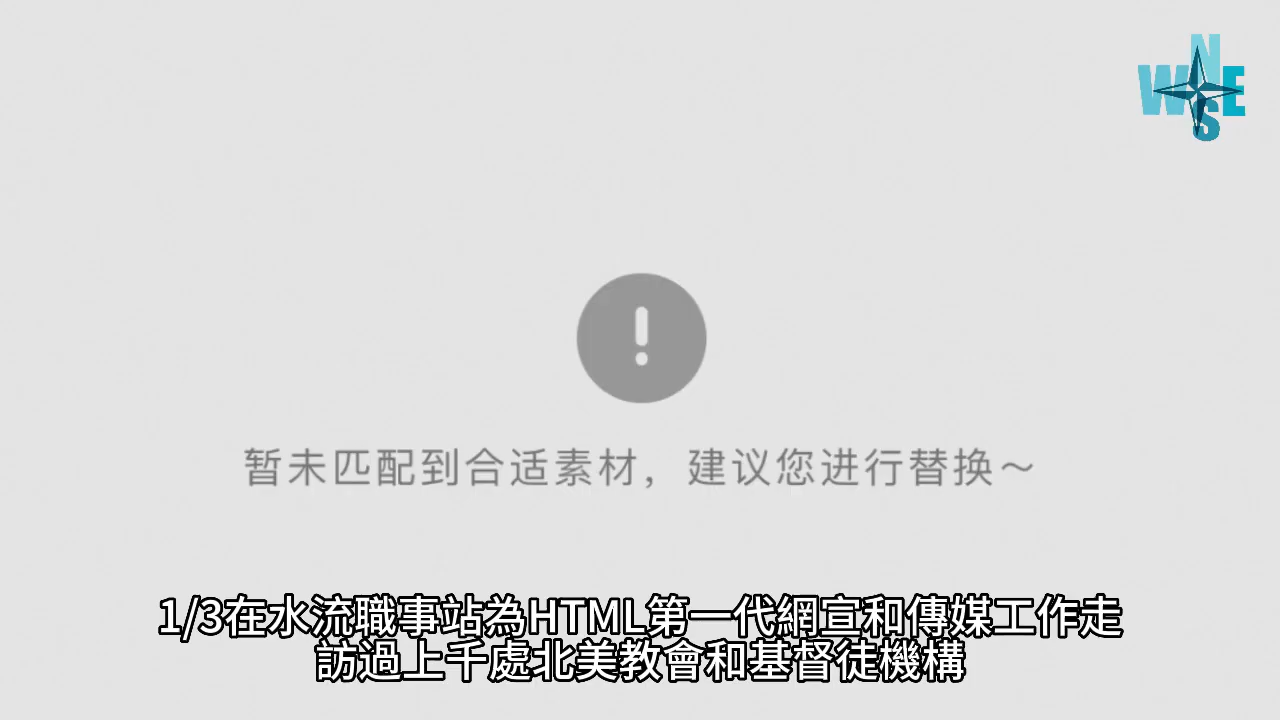 N
W E
S
暂未匹配到合适素材，建议您进行替换～
1/3在水流職事站為HTML第一代網宣和傳媒工作走
訪過上千處北美教會和基督徒機構